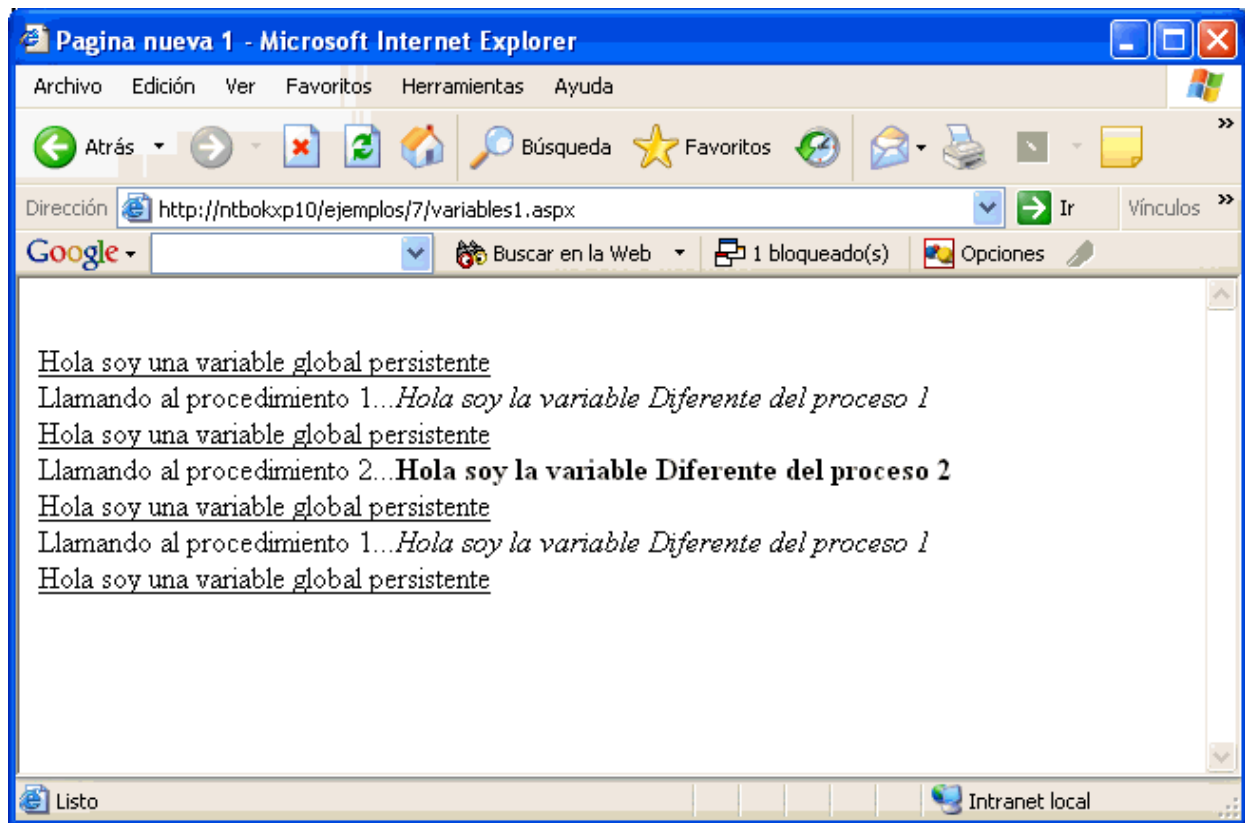 Pagina nueva 1 - Microsoft Internet Explorer
Archivo Edición Ver Favoritos Herramientas Ayuda
Atrás Búsqueda Favoritos »
Dirección http://ntbokxp10/ejemplos/7/variables1.aspx Ir Vínculos »
Google Buscar en la Web 1 bloqueado(s) Opciones
Hola soy una variable global persistente
Llamando al procedimiento 1...Hola soy la variable Diferente del proceso 1
Hola soy una variable global persistente
Llamando al procedimiento 2...Hola soy la variable Diferente del proceso 2
Hola soy una variable global persistente
Llamando al procedimiento 1...Hola soy la variable Diferente del proceso 1
Hola soy una variable global persistente
Listo Intranet local